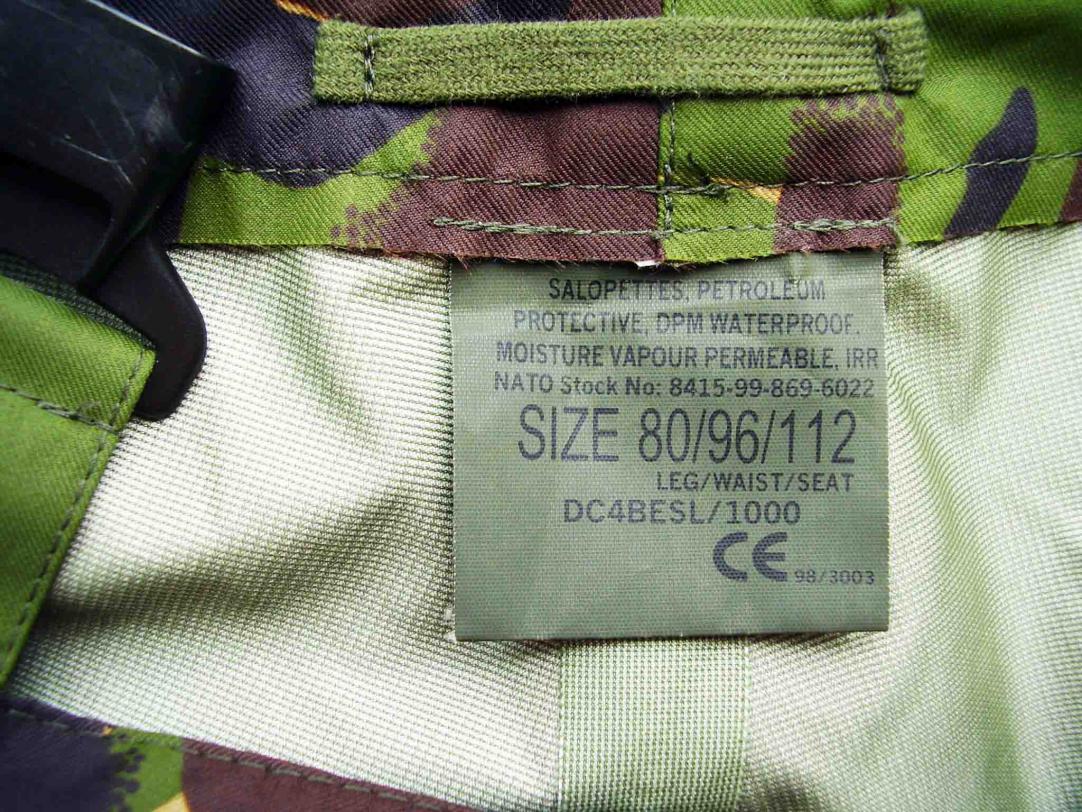 SALOPETTES, PETROLEUM
PROTECTIVE, DPM WATERPROOF.
MOISTURE VAPOUR PERMEABLE, IRR
NATO Stock No: 8415-99-869-6022
SIZE 80/96/112
LEG/WAIST/SEAT
DC4BESL/1000
CE 98/3003